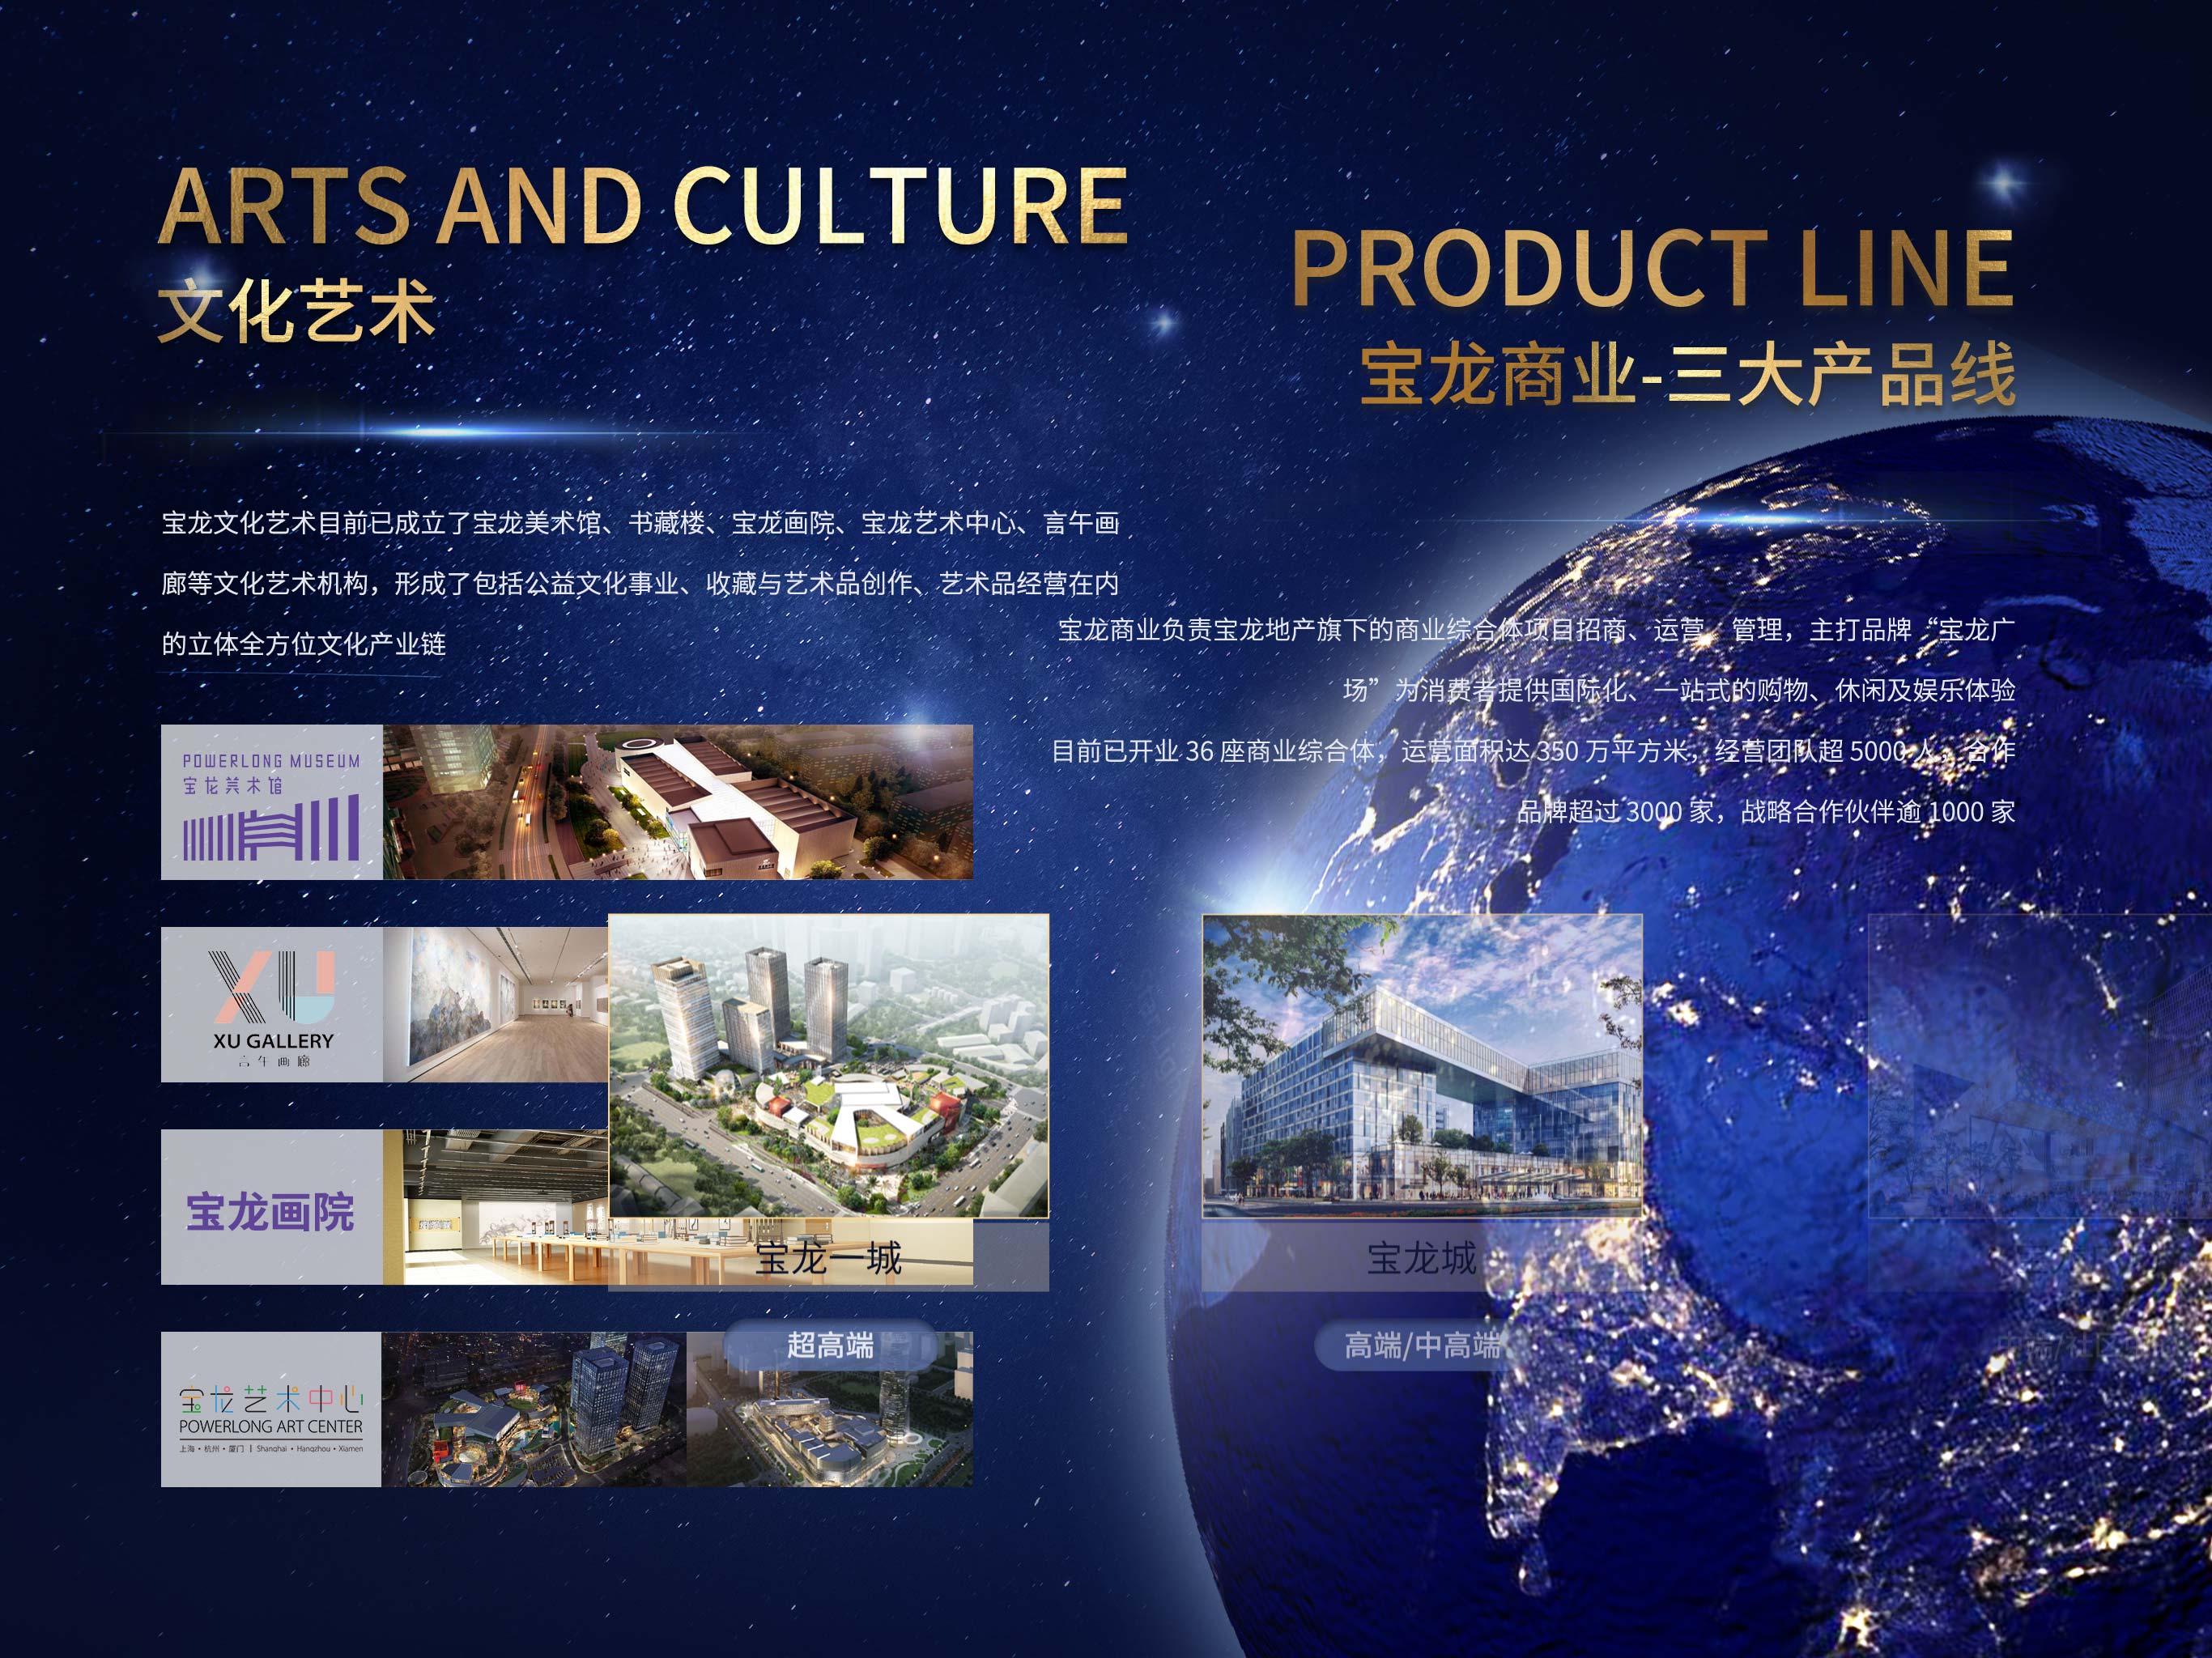 ARTS AND CULTURE
文化艺术
宝龙文化艺术目前已成立了宝龙美术馆、书藏楼、宝龙画院、宝龙艺术中心、言午画
廊等文化艺术机构，形成了包括公益文化事业、收藏与艺术品创作、艺术品经营在内
的立体全方位文化产业链
POWERLONG MUSEUM
宝龙美术馆
XU
XU GALLERY
言午画廊
宝龙画院
宝龙艺术中心
POWERLONG ART CENTER
上海·杭州·厦门 | Shanghai · Hangzhou · Xiamen
PRODUCT LINE
宝龙商业-三大产品线
宝龙商业负责宝龙地产旗下的商业综合体项目招商、运营、管理，主打品牌“宝龙广
场”为消费者提供国际化、一站式的购物、休闲及娱乐体验
目前已开业 36 座商业综合体，运营面积达 350 万平方米，经营团队超 5000 人，合作
品牌超过 3000 家，战略合作伙伴逾 1000 家
宝龙一城
超高端
宝龙城
高端/中高端